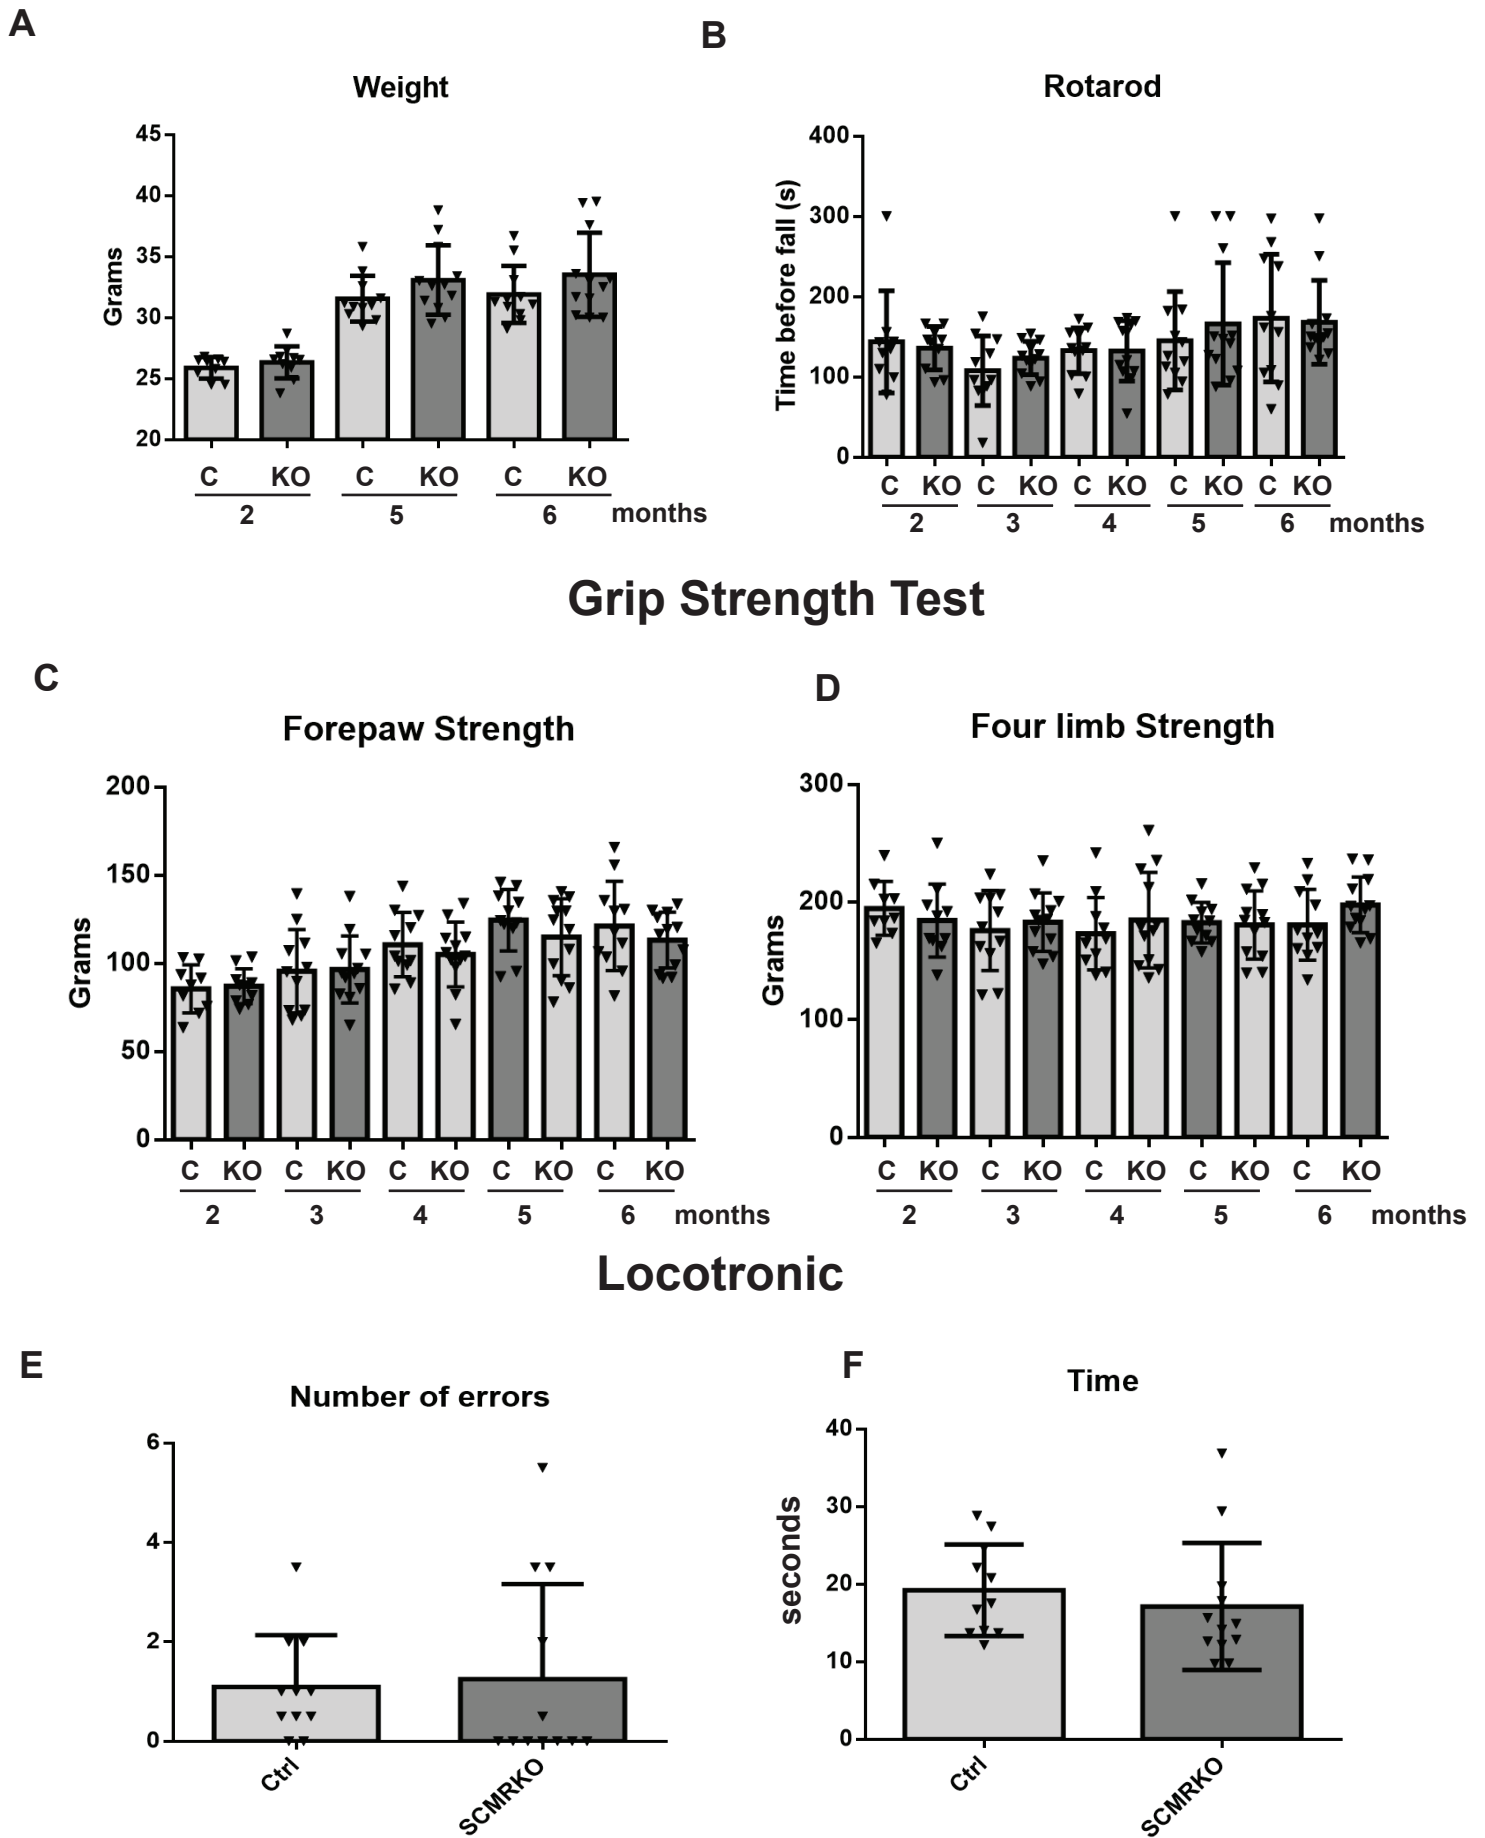 A
B
Weight
Rotarod
45
40
35
30
25
20
Grams
C KO C KO C KO
2 5 6 months
400
300
200
100
0
Time before fall (s)
C KO C KO C KO C KO C KO
2 3 4 5 6 months
Grip Strength Test
C
D
Forepaw Strength
Four limb Strength
200
150
100
50
0
Grams
C KO C KO C KO C KO C KO
2 3 4 5 6 months
300
200
100
0
Grams
C KO C KO C KO C KO C KO
2 3 4 5 6 months
Locotronic
E
F
Number of errors
Time
6
4
2
0
Ctrl
SCMRKO
40
30
20
10
0
seconds
Ctrl
SCMRKO